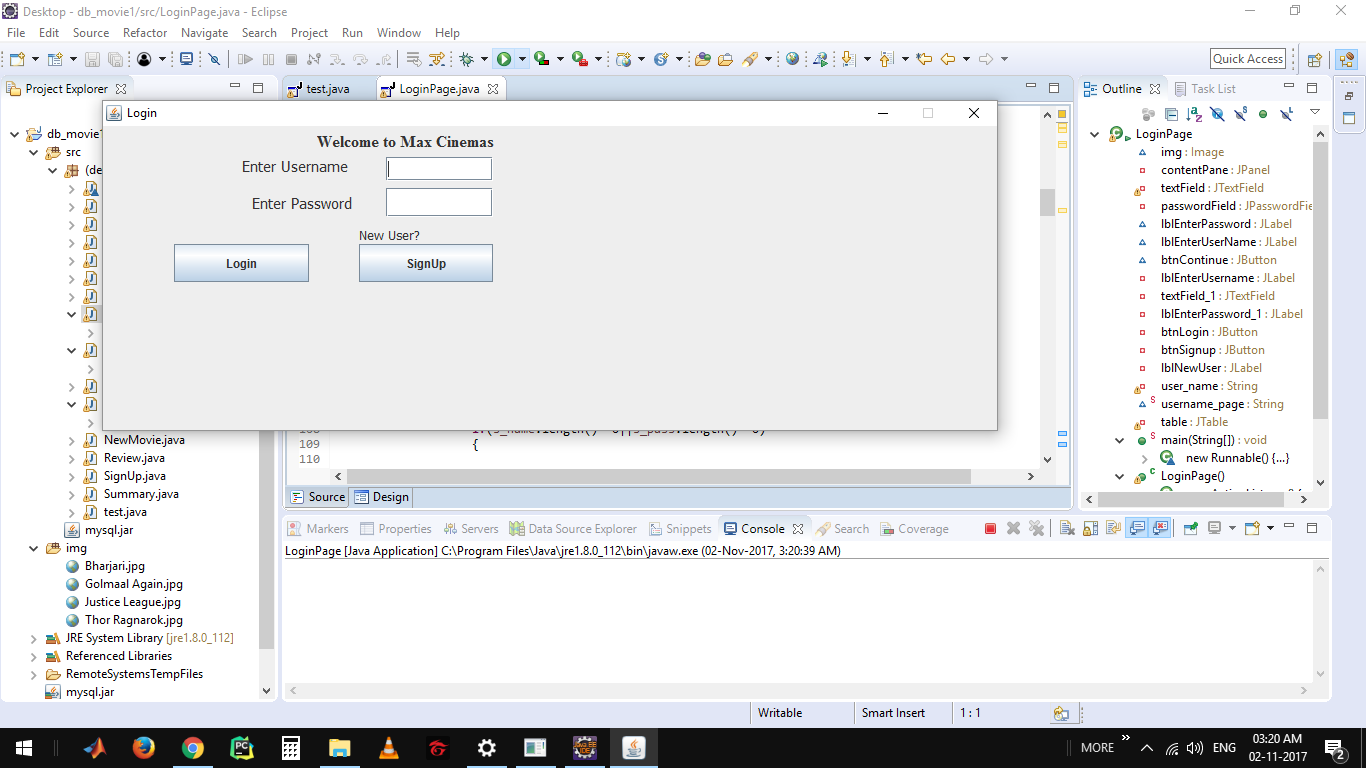 Desktop - db_movie1/src/LoginPage.java - Eclipse
File Edit Source Refactor Navigate Search Project Run Window Help
Quick Access
Project Explorer
test.java
LoginPage.java
Outline
Task List
Login
Welcome to Max Cinemas
Enter Username
Enter Password
New User?
Login
SignUp
db_movie1
src
(de
NewMovie.java
Review.java
SignUp.java
Summary.java
test.java
mysql.jar
img
Bharjari.jpg
Golmaal Again.jpg
Justice League.jpg
Thor Ragnarok.jpg
JRE System Library [jre1.8.0_112]
Referenced Libraries
RemoteSystemsTempFiles
mysql.jar
109 {
110
Source Design
LoginPage
img : Image
contentPane : JPanel
textField : JTextField
passwordField : JPasswordFie
lblEnterPassword : JLabel
lblEnterUserName : JLabel
btnContinue : JButton
lblEnterUsername : JLabel
textField_1 : JTextField
lblEnterPassword_1 : JLabel
btnLogin : JButton
btnSignup : JButton
lblNewUser : JLabel
user_name : String
username_page : String
table : JTable
main(String[]) : void
new Runnable() {...}
LoginPage()
Markers Properties Servers Data Source Explorer Snippets Console Search Coverage
LoginPage [Java Application] C:\Program Files\Java\jre1.8.0_112\bin\javaw.exe (02-Nov-2017, 3:20:39 AM)
Writable Smart Insert 1 : 1
MORE
ENG
03:20 AM
02-11-2017
2